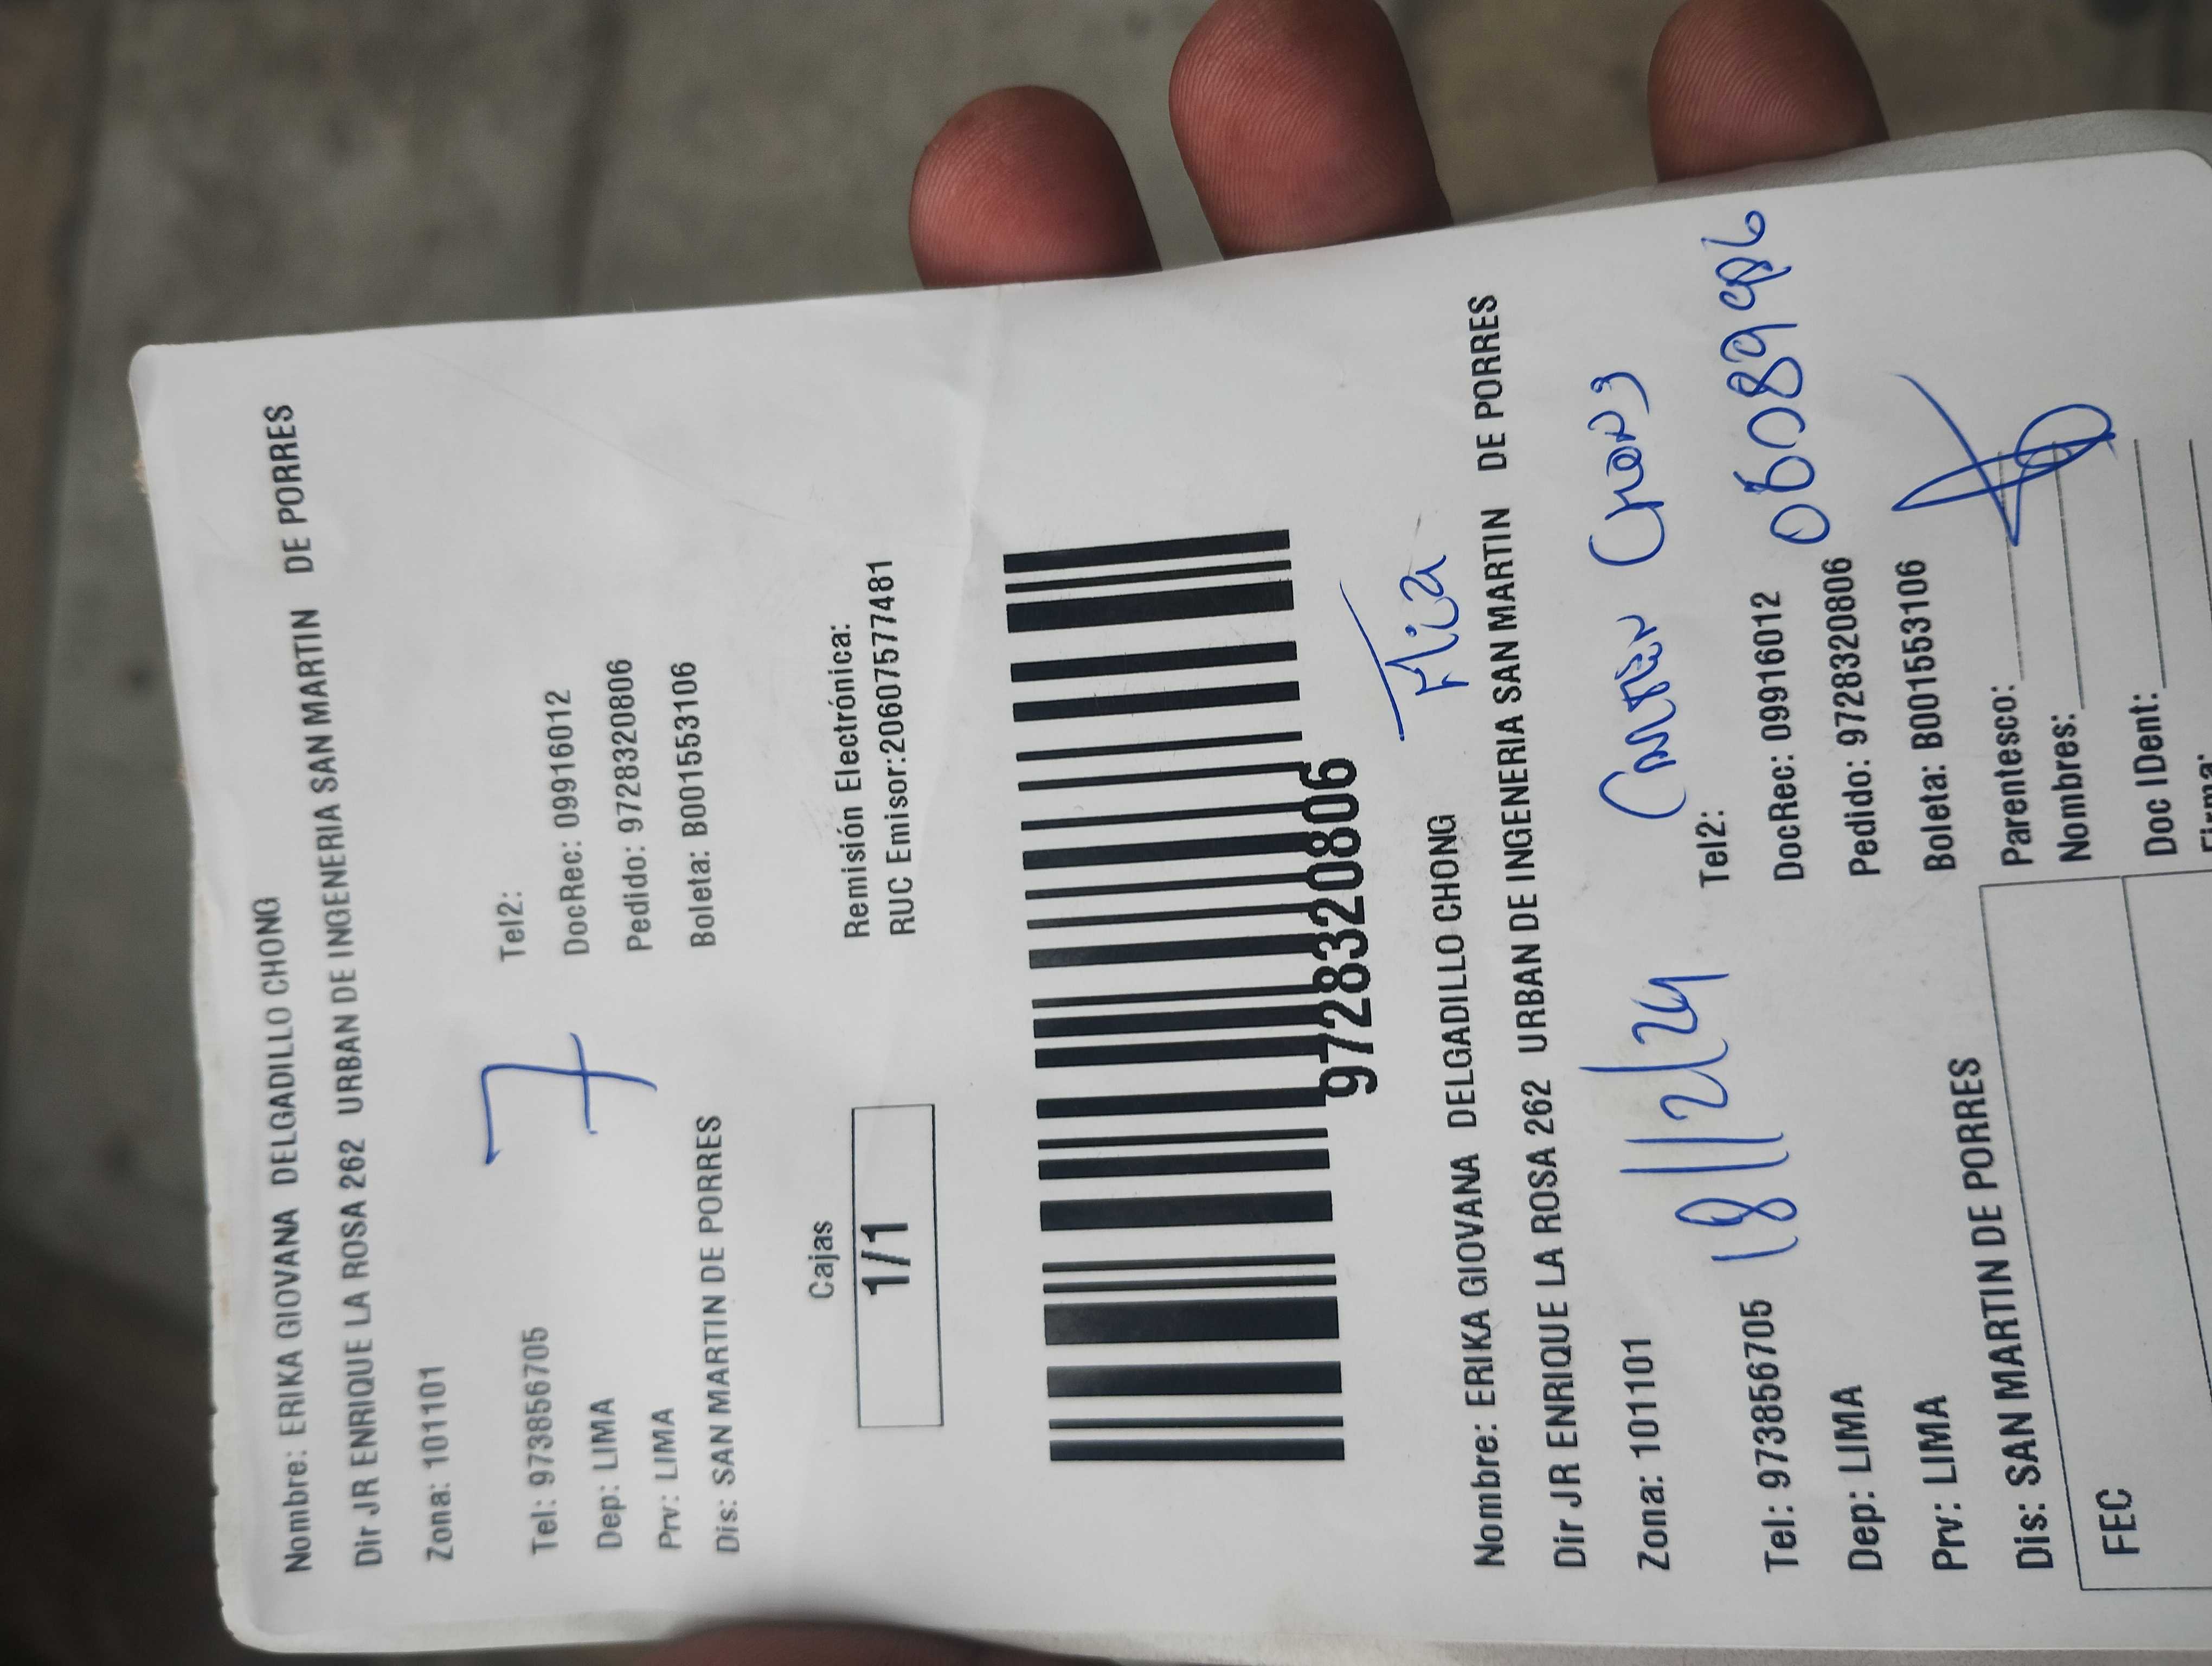 Nombre: ERIKA GIOVANA DELGADILLO CHONG
Dir JR ENRIQUE LA ROSA 262 URBAN DE INGENERIA SAN MARTIN DE PORRES
Zona: 101101
7
Tel: 973856705 Tel2:
Dep: LIMA DocRec: 09916012
Prv: LIMA Pedido: 9728320806
Dis: SAN MARTIN DE PORRES Boleta: B001553106
Cajas Remisión Electrónica:
1/1 RUC Emisor:20607577481
9728320806
Nombre: ERIKA GIOVANA DELGADILLO CHONG
Dir JR ENRIQUE LA ROSA 262 URBAN DE INGENERIA SAN MARTIN DE PORRES
Zona: 101101
18/12/24
Tel: 973856705 Tel2:
Dep: LIMA DocRec: 09916012
Prv: LIMA Pedido: 9728320806
Dis: SAN MARTIN DE PORRES Boleta: B001553106
FEC Parentesco:
Nombres:
Doc IDent: